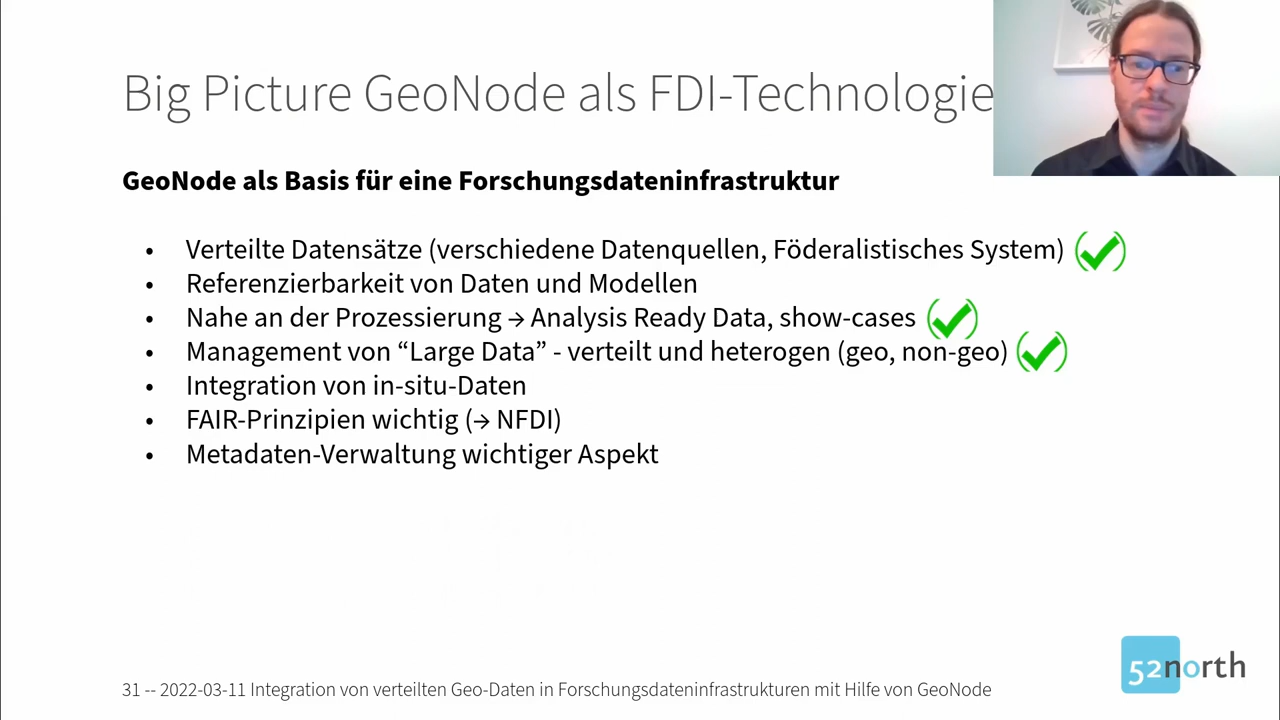 Big Picture GeoNode als FDI-Technologie
GeoNode als Basis für eine Forschungsdateninfrastruktur
• Verteilte Datensätze (verschiedene Datenquellen, Föderalistisches System) (✓)
• Referenzierbarkeit von Daten und Modellen
• Nahe an der Prozessierung → Analysis Ready Data, show-cases (✓)
• Management von “Large Data” - verteilt und heterogen (geo, non-geo) (✓)
• Integration von in-situ-Daten
• FAIR-Prinzipien wichtig (→ NFDI)
• Metadaten-Verwaltung wichtiger Aspekt
52north
31 -- 2022-03-11 Integration von verteilten Geo-Daten in Forschungsdateninfrastrukturen mit Hilfe von GeoNode